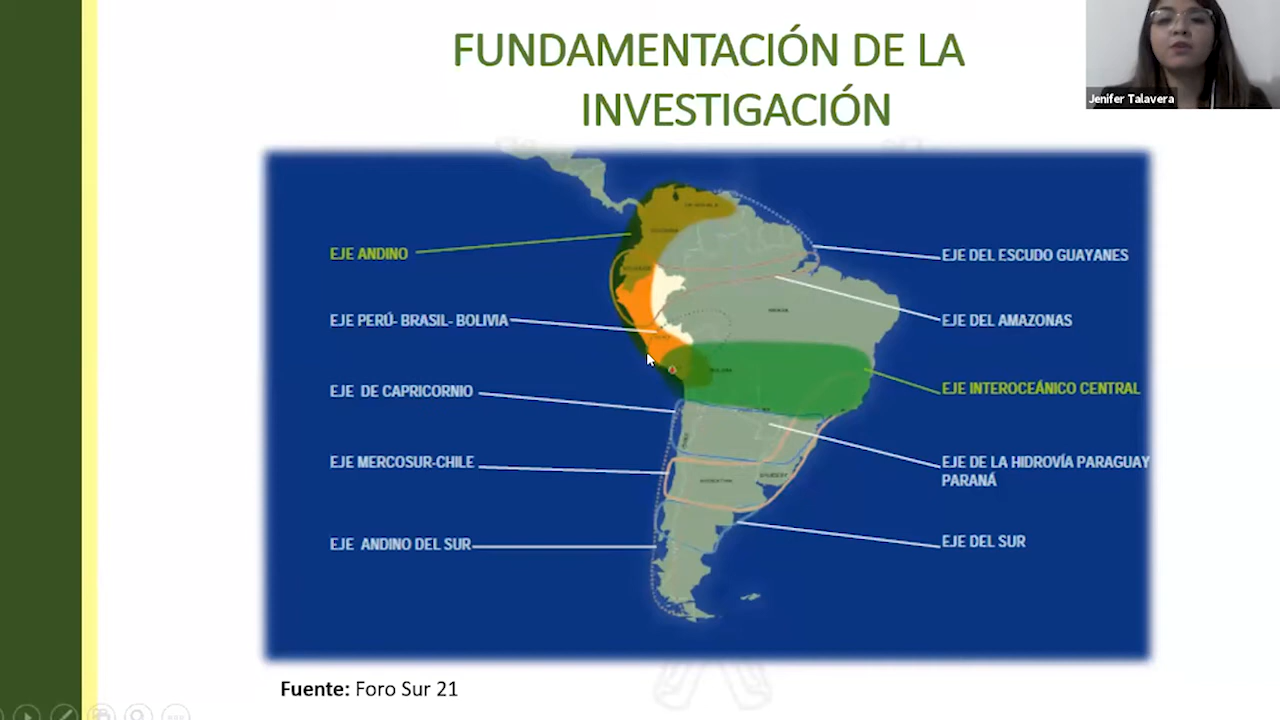 FUNDAMENTACIÓN DE LA
INVESTIGACIÓN
Jenifer Talavera
EJE ANDINO
EJE PERÚ- BRASIL- BOLIVIA
EJE DE CAPRICORNIO
EJE MERCOSUR-CHILE
EJE ANDINO DEL SUR
EJE DEL ESCUDO GUAYANES
EJE DEL AMAZONAS
EJE INTEROCEÁNICO CENTRAL
EJE DE LA HIDROVÍA PARAGUAY
PARANÁ
EJE DEL SUR
Fuente: Foro Sur 21